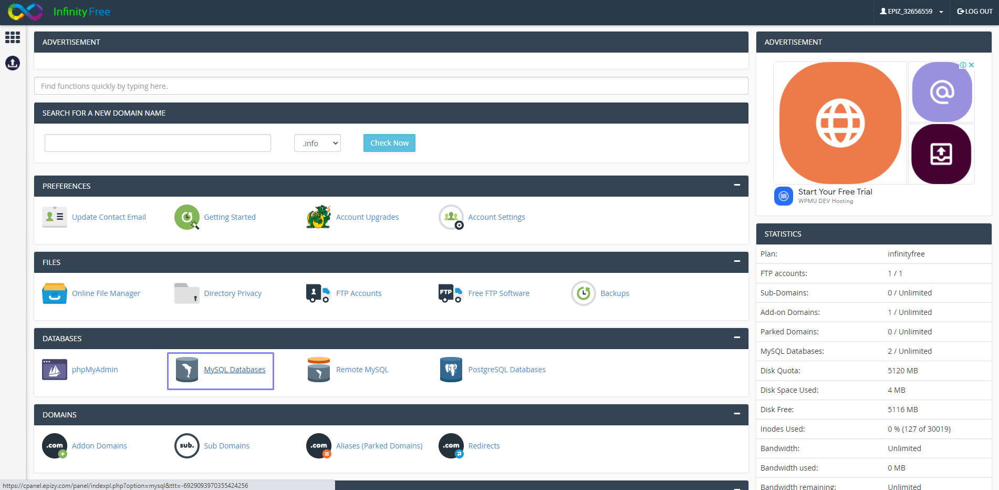 Infinity Free
EPIZ_32656559
LOG OUT
ADVERTISEMENT
Find functions quickly by typing here.
SEARCH FOR A NEW DOMAIN NAME
.info
Check Now
PREFERENCES
Update Contact Email
Getting Started
Account Upgrades
Account Settings
FILES
Online File Manager
Directory Privacy
FTP Accounts
FTP
Free FTP Software
Backups
DATABASES
phpMyAdmin
MySQL Databases
Remote MySQL
PostgreSQL Databases
DOMAINS
.com
Addon Domains
sub.
Sub Domains
.com
Aliases (Parked Domains)
.com
Redirects
https://cpanel.epizy.com/panel/indexpl.php?option=mysql&ttt=-6929093970355424256
ADVERTISEMENT
Start Your Free Trial
WPMU DEV Hosting
STATISTICS
Plan: infinityfree
FTP accounts: 1 / 1
Sub-Domains: 0 / Unlimited
Add-on Domains: 1 / Unlimited
Parked Domains: 0 / Unlimited
MySQL Databases: 2 / Unlimited
Disk Quota: 5120 MB
Disk Space Used: 4 MB
Disk Free: 5116 MB
Inodes Used: 0 % (127 of 30019)
Bandwidth: Unlimited
Bandwidth used: 0 MB
Bandwidth remaining: Unlimited